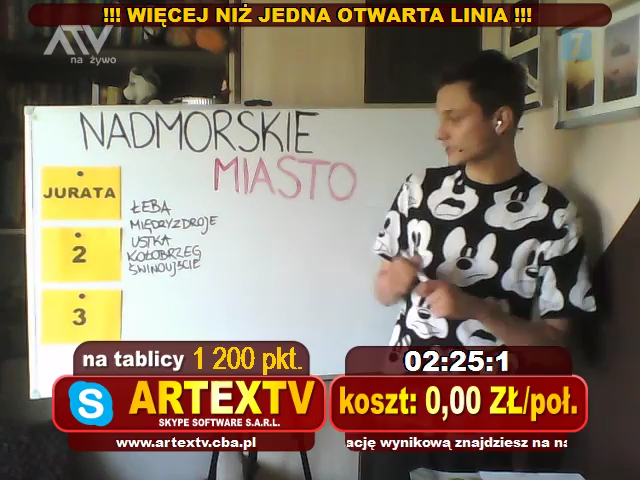 !!! WIĘCEJ NIŻ JEDNA OTWARTA LINIA !!!
ATV
na żywo
7
NADMORSKIE
MIASTO
JURATA
2
3
ŁEBA
MIĘDZYZDROJE
USTKA
KOŁOBRZEG
ŚWINOUJŚCIE
na tablicy 1 200 pkt.
02:25:1
S ARTEXTV
SKYPE SOFTWARE S.A.R.L.
koszt: 0,00 ZŁ/poł.
www.artextv.cba.pl
ację wynikową znajdziesz na na